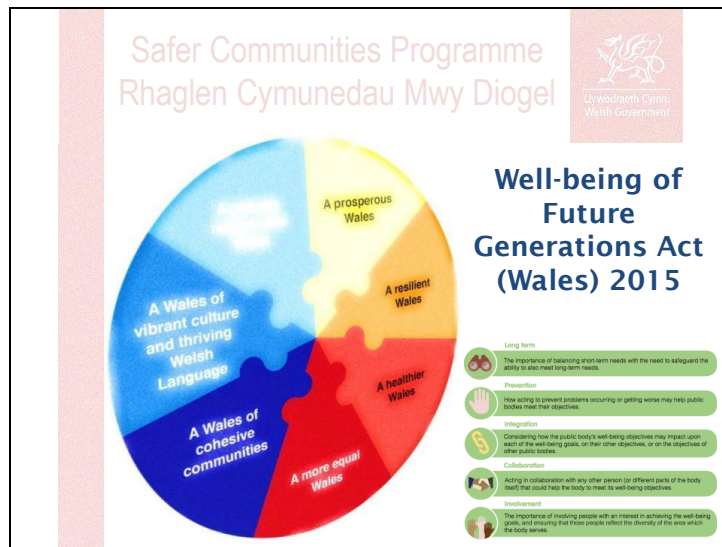 Safer Communities Programme
Rhaglen Cymunedau Mwy Diogel
Llywodraeth Cymru
Welsh Government
A prosperous
Wales
A resilient
Wales
A healthier
Wales
A more equal
Wales
A Wales of
cohesive
communities
A Wales of
vibrant culture
and thriving
Welsh
Language
Well-being of
Future
Generations Act
(Wales) 2015
Long term
The importance of balancing short-term needs with the need to safeguard the
ability to also meet long-term needs.
Prevention
How acting to prevent problems occurring or getting worse may help public
bodies meet their objectives.
Integration
Considering how the public body's well-being objectives may impact upon
each of the well-being goals, on their other objectives, or on the objectives of
other public bodies.
Collaboration
Acting in collaboration with any other person (or different parts of the body
itself) that could help the body to meet its well-being objectives.
Involvement
The importance of involving people with an interest in achieving the well-being
goals, and ensuring that those people reflect the diversity of the area which
the body serves.